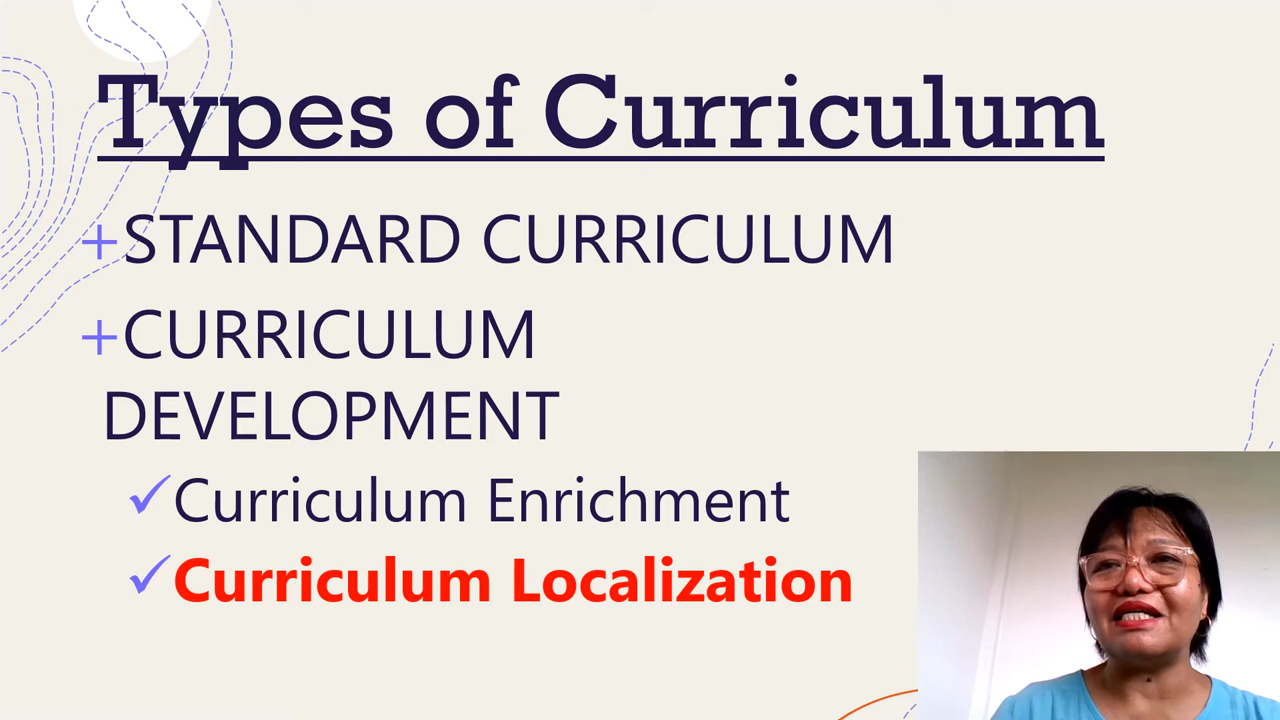 Types of Curriculum
+STANDARD CURRICULUM
+CURRICULUM
DEVELOPMENT
✓Curriculum Enrichment
✓Curriculum Localization